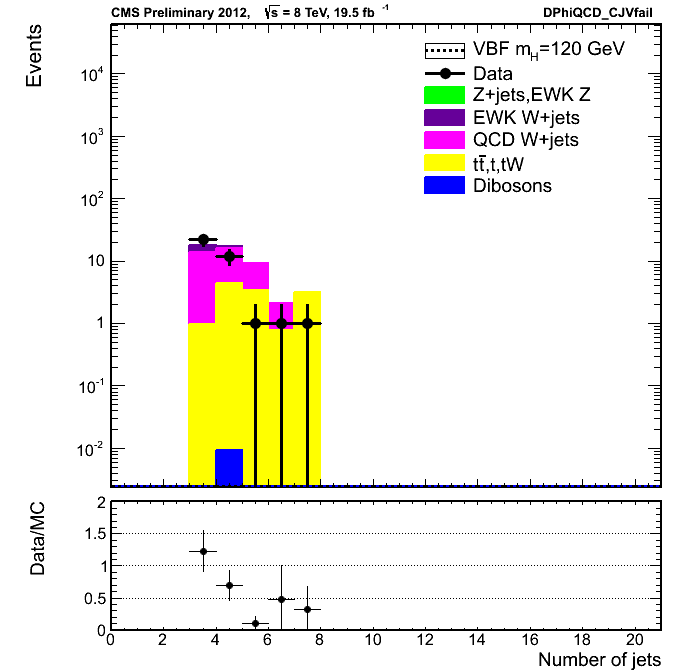 CMS Preliminary 2012, √s = 8 TeV, 19.5 fb⁻¹ DPhiQCD_CJVfail
Events
10⁴
10³
10²
10
1
10⁻¹
10⁻²
VBF m_H=120 GeV
Data
Z+jets,EWK Z
EWK W+jets
QCD W+jets
tt̄,t,tW
Dibosons
Data/MC
2
1.5
1
0.5
0
0 2 4 6 8 10 12 14 16 18 20
Number of jets